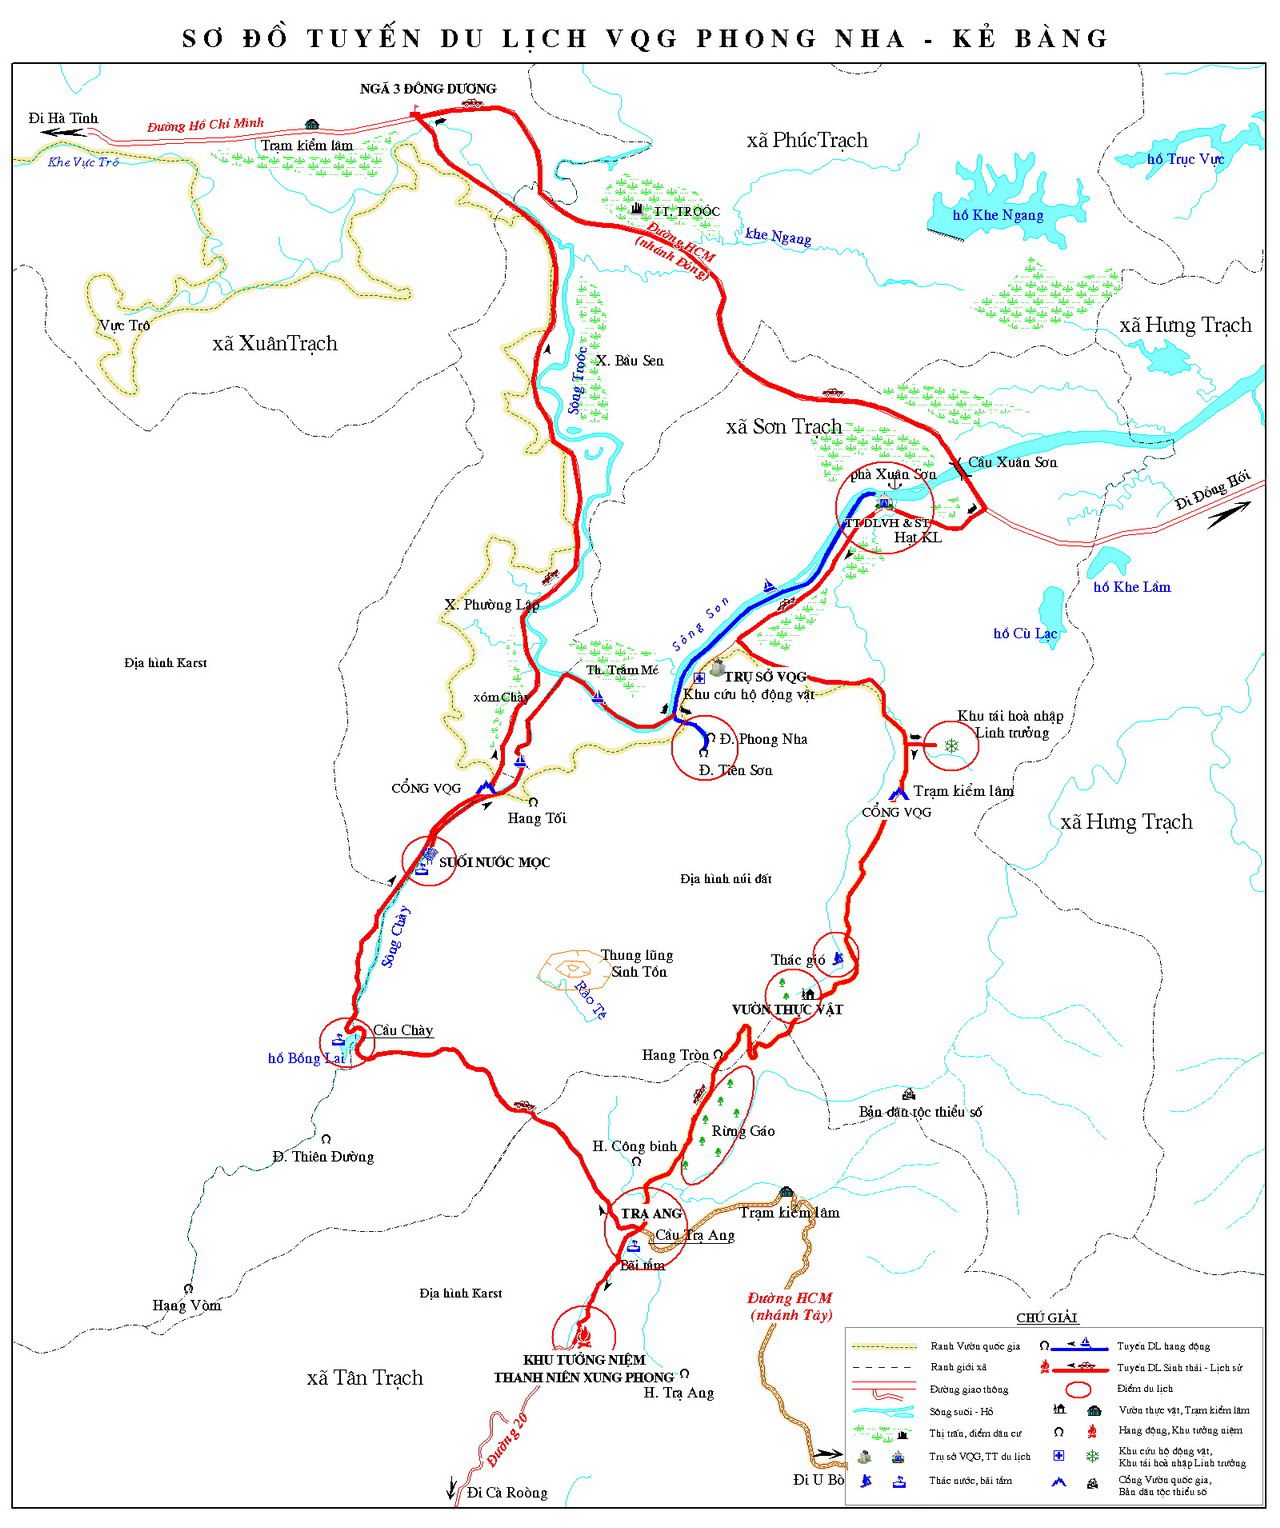 SƠ ĐỒ TUYẾN DU LỊCH VQG PHONG NHA - KẺ BÀNG
NGÃ 3 ĐÔNG DƯƠNG
Đi Hà Tĩnh
Đường Hồ Chí Minh
Trạm kiểm lâm
Khe Vực Trô
xã PhúcTrạch
hồ Trục Vực
TT. TROÓC
hồ Khe Ngang
Đường HCM
(nhánh Đông)
khe Ngang
Vực Trô
xã XuânTrạch
xã Hưng Trạch
Sông Troóc
X. Bầu Sen
xã Sơn Trạch
phà Xuân Sơn
Cầu Xuân Sơn
Đi Đồng Hới
TT DLVH & ST
Hạt KL
hồ Khe Lầm
X. Phường Lập
Sông Son
hồ Cù Lạc
Địa hình Karst
Th. Trằm Mé
TRỤ SỞ VQG
Khu cứu hộ động vật
xóm Chày
Khu tái hoà nhập
Linh trưởng
Đ. Phong Nha
Đ. Tiên Sơn
CỔNG VQG
Trạm kiểm lâm
CỔNG VQG
Hang Tối
xã Hưng Trạch
SUỐI NƯỚC MỌC
Địa hình núi đất
Sông Chày
Thung lũng
Sinh Tồn
Thác gió
Rào Te
VƯỜN THỰC VẬT
Cầu Chày
hồ Bồng Lai
Hang Tròn
Bản dân tộc thiểu số
Rừng Gáo
H. Công binh
Đ. Thiên Đường
TRẠ ANG
Trạm kiểm lâm
Cầu Trạ Ang
Bãi tắm
Hang Vòm
Địa hình Karst
Đường HCM
(nhánh Tây)
KHU TƯỞNG NIỆM
THANH NIÊN XUNG PHONG
xã Tân Trạch
H. Trạ Ang
Đường 20
Đi U Bò
Đi Cà Roòng
CHÚ GIẢI
Ranh Vườn quốc gia
Tuyến DL hang động
Ranh giới xã
Tuyến DL Sinh thái - Lịch sử
Đường giao thông
Điểm du lịch
Sông suối - Hồ
Vườn thực vật, Trạm kiểm lâm
Thị trấn, điểm dân cư
Hang động, Khu tưởng niệm
Trụ sở VQG, TT du lịch
Khu cứu hộ động vật,
Khu tái hoà nhập Linh trưởng
Thác nước, bãi tắm
Cổng Vườn quốc gia,
Bản dân tộc thiểu số